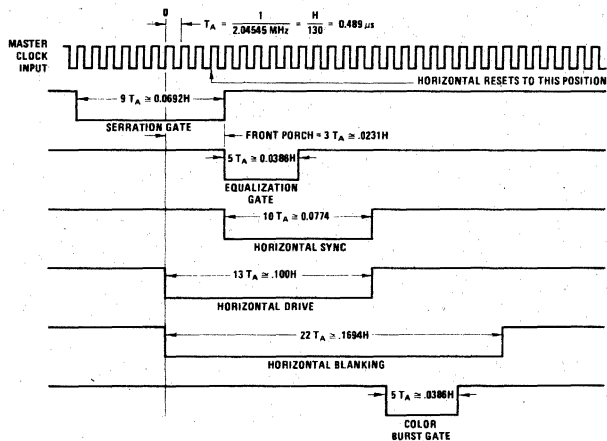 0
T_A = 1 / 2.04545 MHz = H / 130 = 0.489 μs
MASTER
CLOCK
INPUT
HORIZONTAL RESETS TO THIS POSITION
9 T_A ≅ 0.0692H
SERRATION GATE
FRONT PORCH = 3 T_A ≅ .0231H
5 T_A ≅ 0.0386H
EQUALIZATION
GATE
10 T_A ≅ 0.0774
HORIZONTAL SYNC
13 T_A ≅ .100H
HORIZONTAL DRIVE
22 T_A ≅ .1694H
HORIZONTAL BLANKING
5 T_A ≅ .0386H
COLOR
BURST GATE